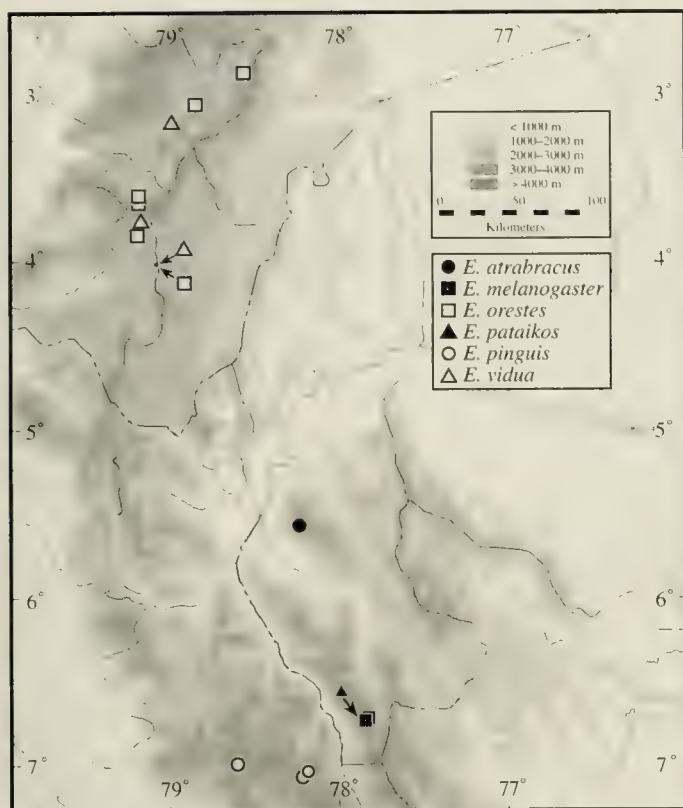 79° 78° 77°
3° 3°
< 1000 m
1000–2000 m
2000–3000 m
3000–4000 m
> 4000 m
0 50 100
Kilometers
4° 4°
E. atrabracus
E. melanogaster
E. orestes
E. pataikos
E. pinguis
E. vidua
5° 5°
6° 6°
7° 7°
79° 78° 77°